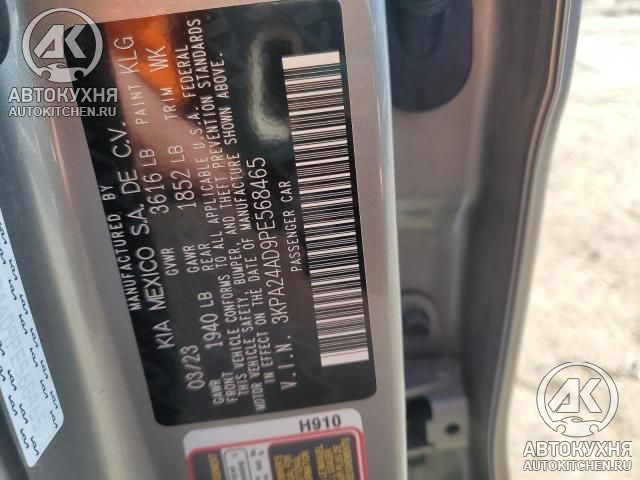 MANUFACTURED BY
KIA MEXICO S.A. DE C.V.
03/23 GVWR 3616 LB PAINT KLG
GAWR FRONT 1940 LB GAWR REAR 1852 LB TRIM WK
THIS VEHICLE CONFORMS TO ALL APPLICABLE U.S.A. FEDERAL
MOTOR VEHICLE SAFETY, BUMPER, AND THEFT PREVENTION STANDARDS
IN EFFECT ON THE DATE OF MANUFACTURE SHOWN ABOVE.
V.I.N. 3KPA24AD9PE568465
PASSENGER CAR
H910
АК
АВТОКУХНЯ
AUTOKITCHEN.RU
АК
АВТОКУХНЯ
AUTOKITCHEN.RU